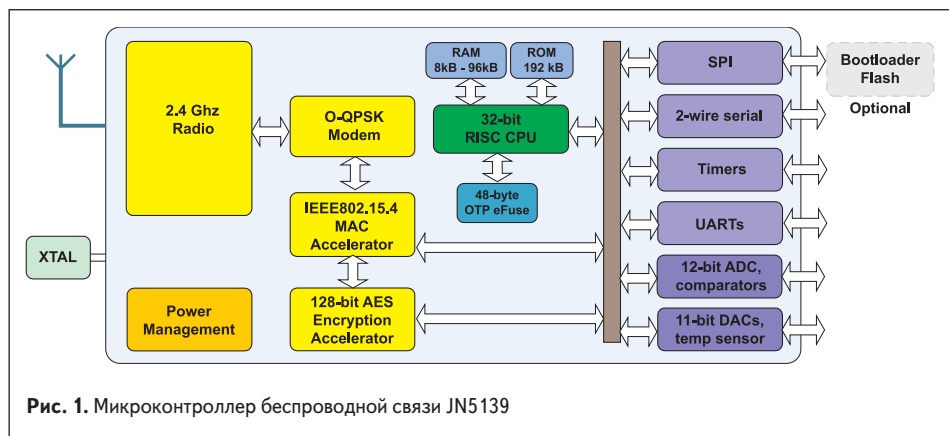 2.4 Ghz
Radio
O-QPSK
Modem
IEEE802.15.4
MAC
Accelerator
128-bit AES
Encryption
Accelerator
Power
Management
XTAL
RAM
8kB - 96kB
ROM
192 kB
32-bit
RISC CPU
48-byte
OTP eFuse
SPI
2-wire serial
Timers
UARTs
12-bit ADC,
comparators
11-bit DACs,
temp sensor
Bootloader
Flash
Optional
Рис. 1. Микроконтроллер беспроводной связи JN5139